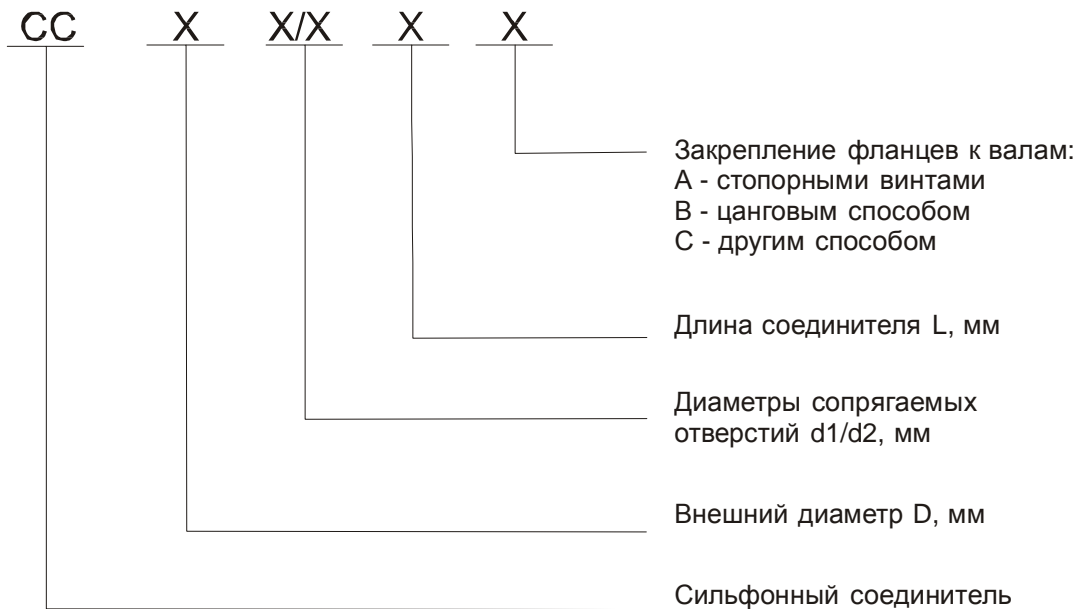 СС X X/X X X
Закрепление фланцев к валам:
А - стопорными винтами
В - цанговым способом
С - другим способом
Длина соединителя L, мм
Диаметры сопрягаемых
отверстий d1/d2, мм
Внешний диаметр D, мм
Сильфонный соединитель